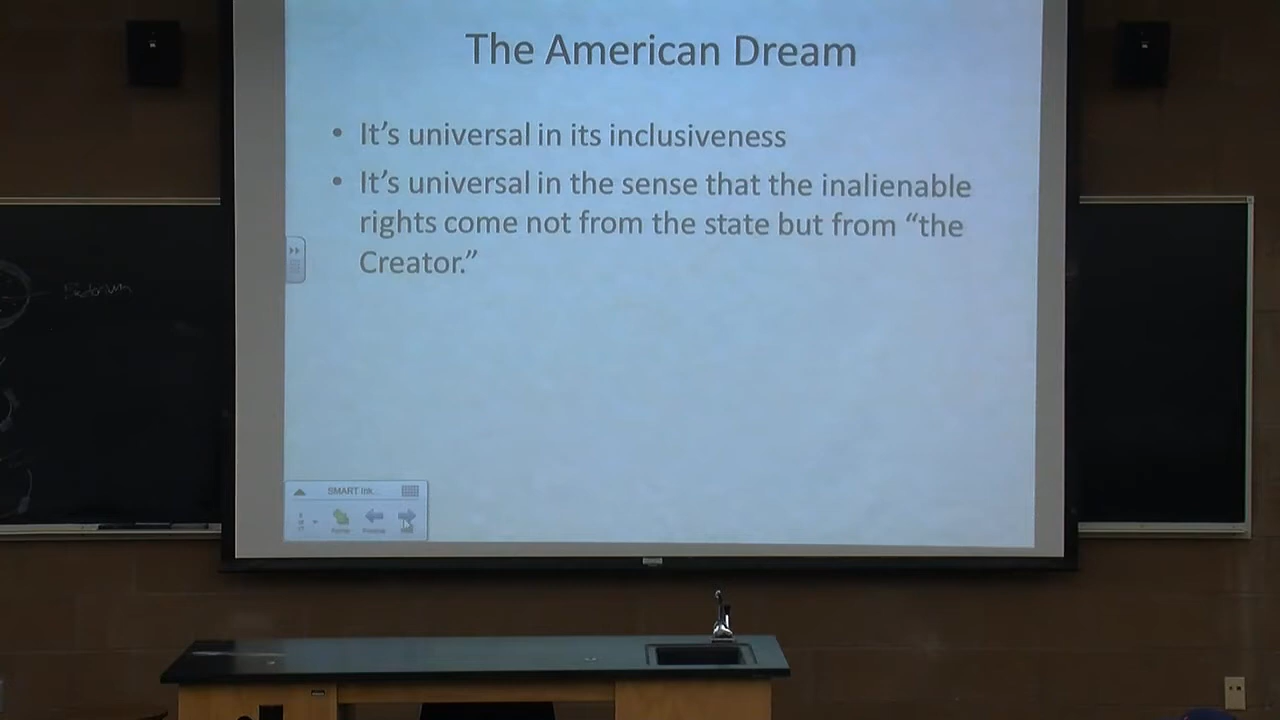 The American Dream
• It's universal in its inclusiveness
• It's universal in the sense that the inalienable
rights come not from the state but from “the
Creator.”
SMART Ink...